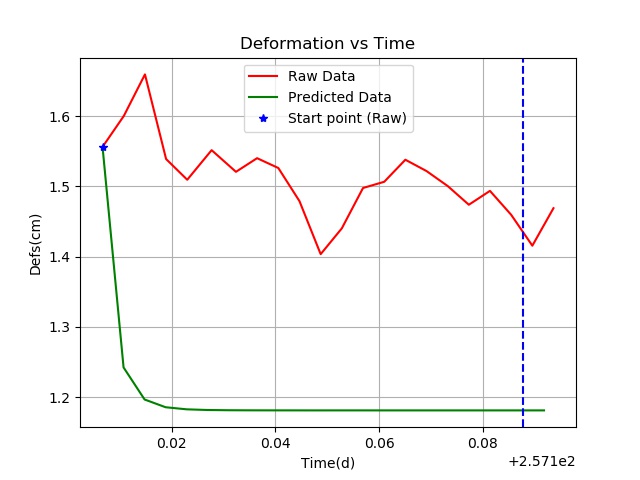 Deformation vs Time
Raw Data
Predicted Data
Start point (Raw)
Defs(cm)
1.6
1.5
1.4
1.3
1.2
0.02 0.04 0.06 0.08
Time(d)
+2.571e2